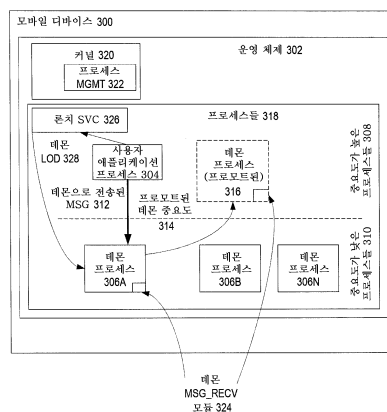 모바일 디바이스 300
운영 체제 302
커널 320
프로세스
MGMT 322
프로세스들 318
론치 SVC 326
데몬
LOD 328
사용자
애플리케이션
프로세스 304
데몬
프로세스
(프로모트된)
316
중요도가 높은
프로세스들 308
데몬으로 전송된
MSG 312
프로모트된
데몬 중요도
314
중요도가 낮은
프로세스들 310
데몬
프로세스
306A
데몬
프로세스
306B
데몬
프로세스
306N
데몬
MSG_RECV
모듈 324